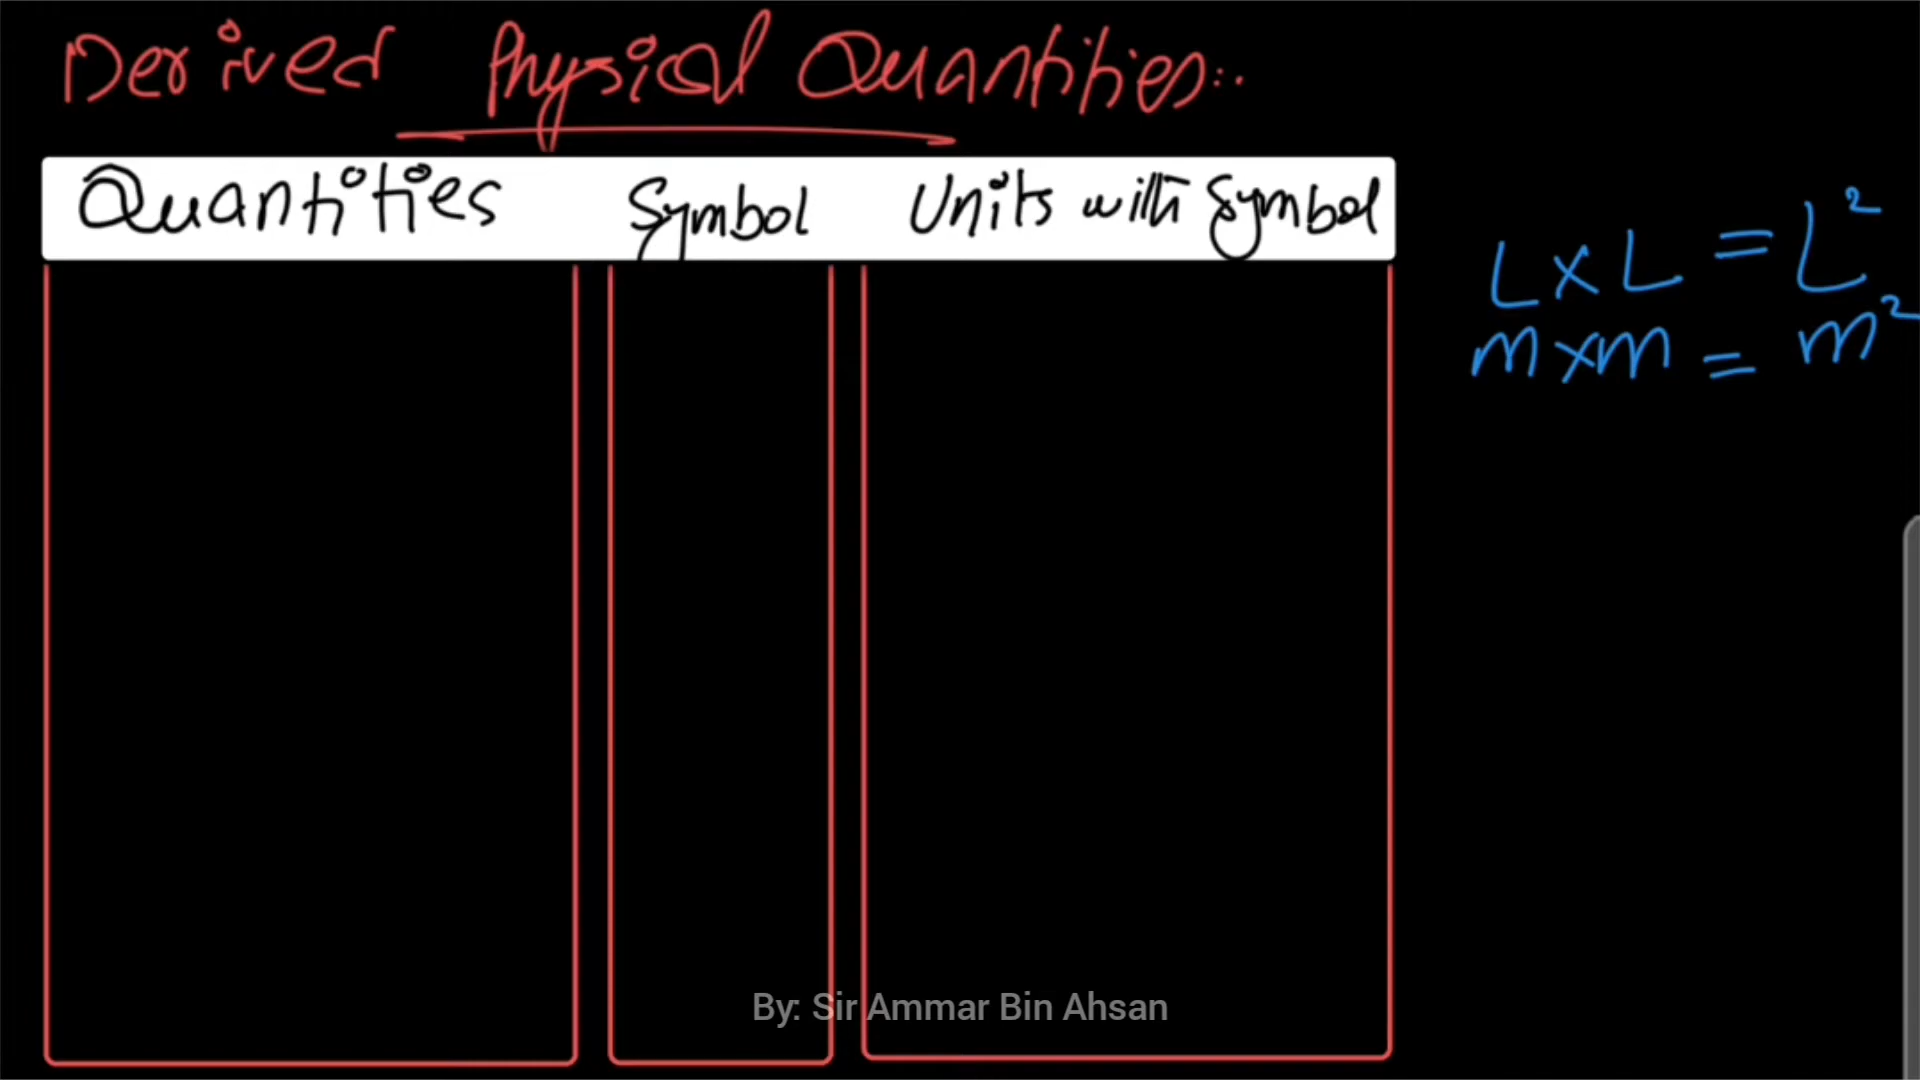 Derived Physical Quantities:.
Quantities Symbol Units with Symbol
L x L = L²
m x m = m²
By: Sir Ammar Bin Ahsan